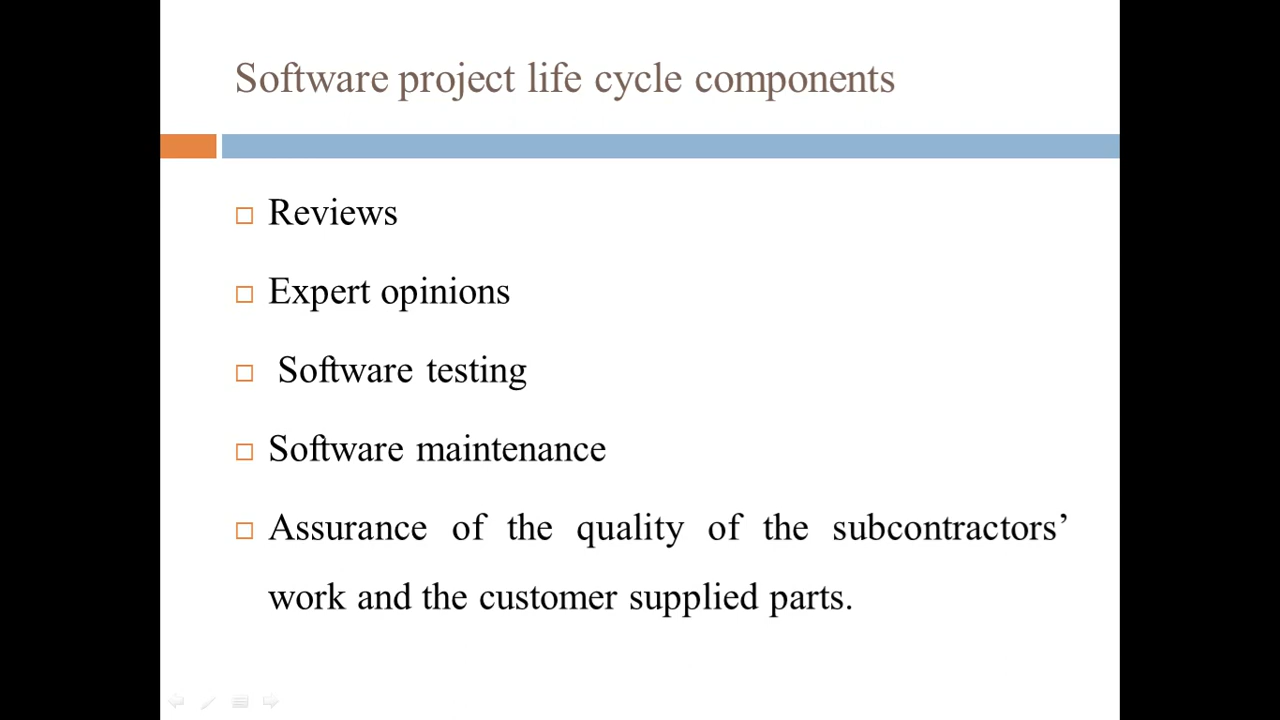 Software project life cycle components
Reviews
Expert opinions
Software testing
Software maintenance
Assurance of the quality of the subcontractors’
work and the customer supplied parts.